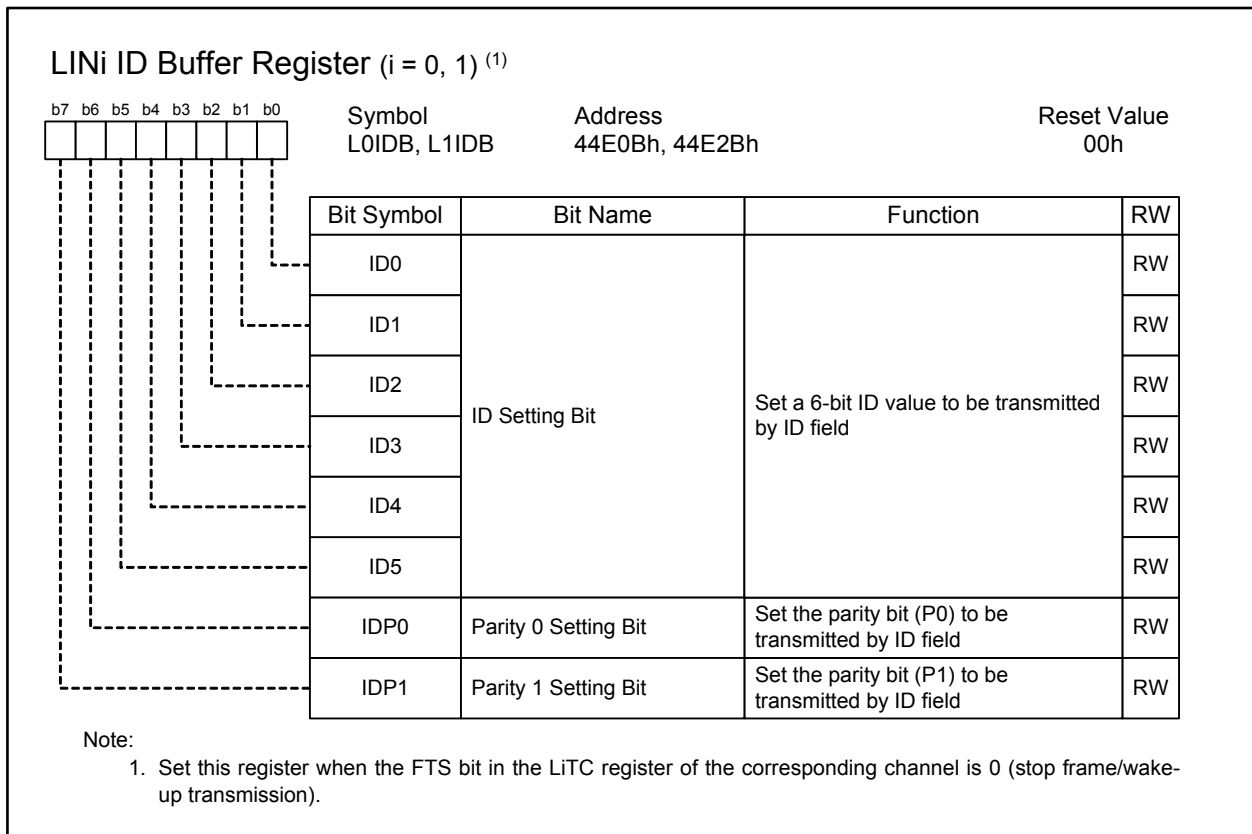 LINi ID Buffer Register (i = 0, 1) (1)
b7 b6 b5 b4 b3 b2 b1 b0
Symbol Address Reset Value
L0IDB, L1IDB 44E0Bh, 44E2Bh 00h
Bit Symbol Bit Name Function RW
ID0 RW
ID1 RW
ID2 RW
ID Setting Bit
Set a 6-bit ID value to be transmitted
by ID field
ID3 RW
ID4 RW
ID5 RW
IDP0 Parity 0 Setting Bit Set the parity bit (P0) to be
transmitted by ID field RW
IDP1 Parity 1 Setting Bit Set the parity bit (P1) to be
transmitted by ID field RW
Note:
1. Set this register when the FTS bit in the LiTC register of the corresponding channel is 0 (stop frame/wake-
up transmission).